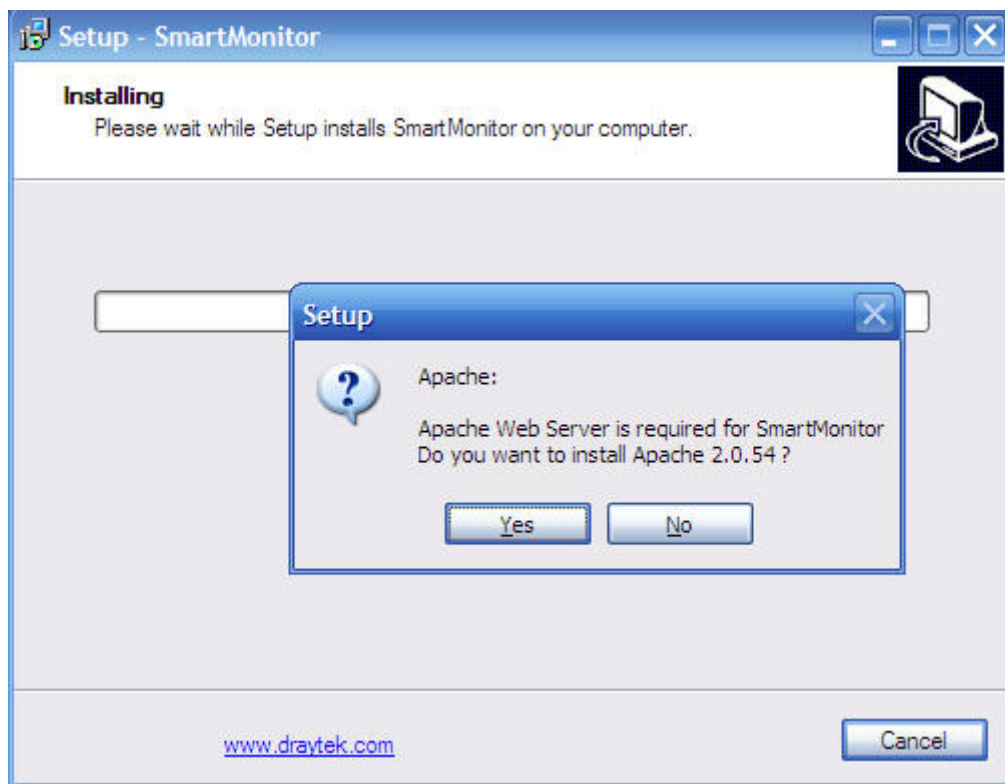 Setup - SmartMonitor
Installing
Please wait while Setup installs SmartMonitor on your computer.
Setup
Apache:
Apache Web Server is required for SmartMonitor
Do you want to install Apache 2.0.54 ?
Yes
No
www.draytek.com
Cancel